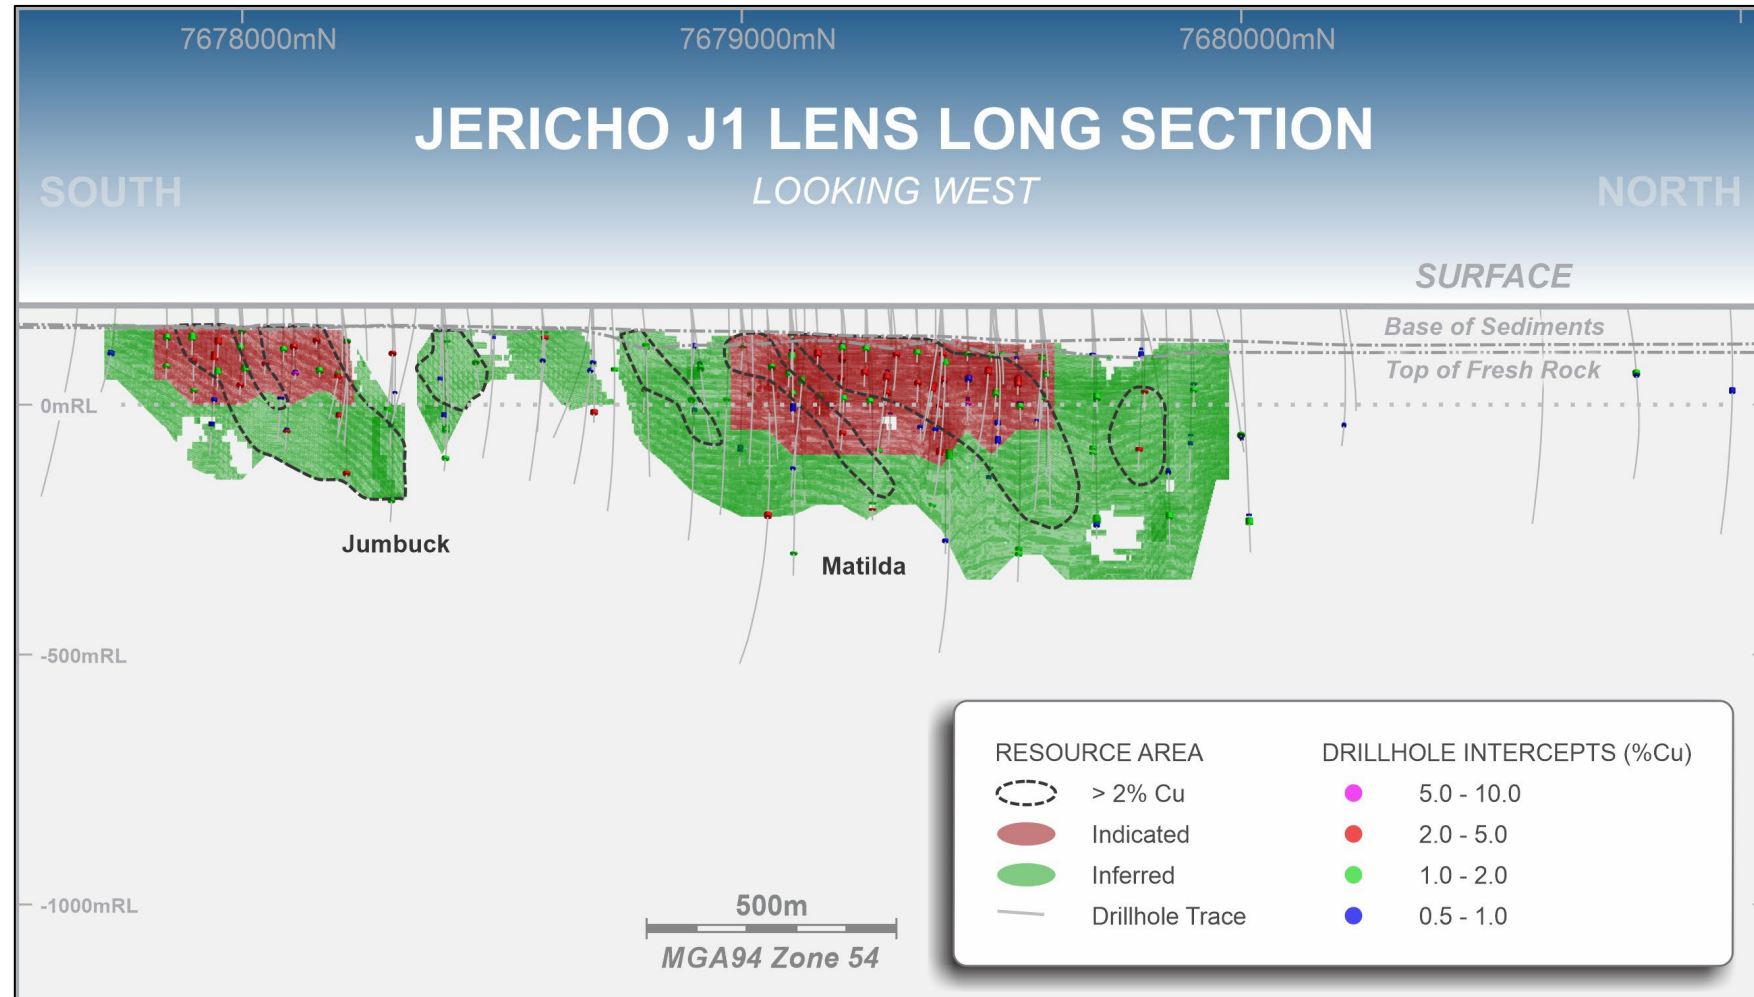 7678000mN 7679000mN 7680000mN
JERICHO J1 LENS LONG SECTION
SOUTH LOOKING WEST NORTH
SURFACE
Base of Sediments
Top of Fresh Rock
0mRL
Jumbuck
Matilda
-500mRL
RESOURCE AREA DRILLHOLE INTERCEPTS (%Cu)
> 2% Cu 5.0 - 10.0
Indicated 2.0 - 5.0
Inferred 1.0 - 2.0
Drillhole Trace 0.5 - 1.0
-1000mRL
500m
MGA94 Zone 54